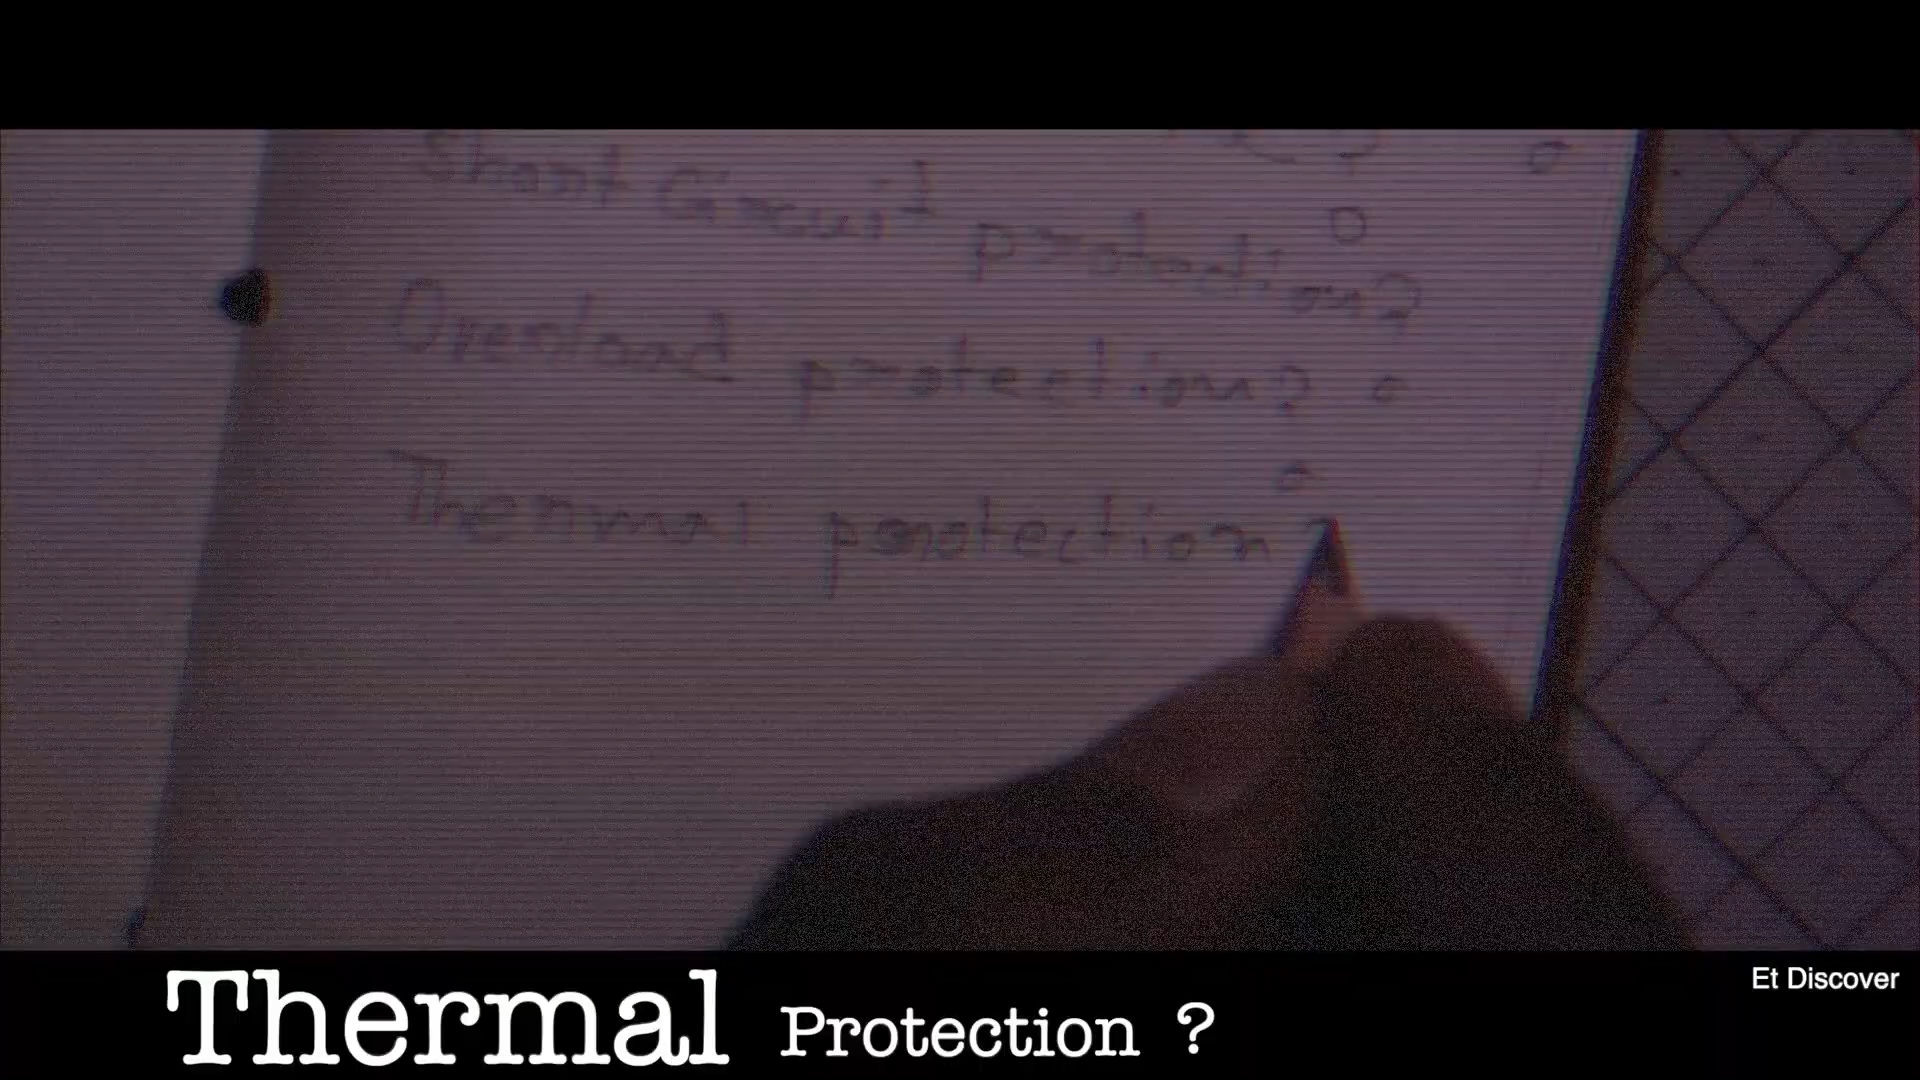 Short Circuit protection?
Overload protection?
Thermal protection ?
Et Discover
Thermal Protection ?